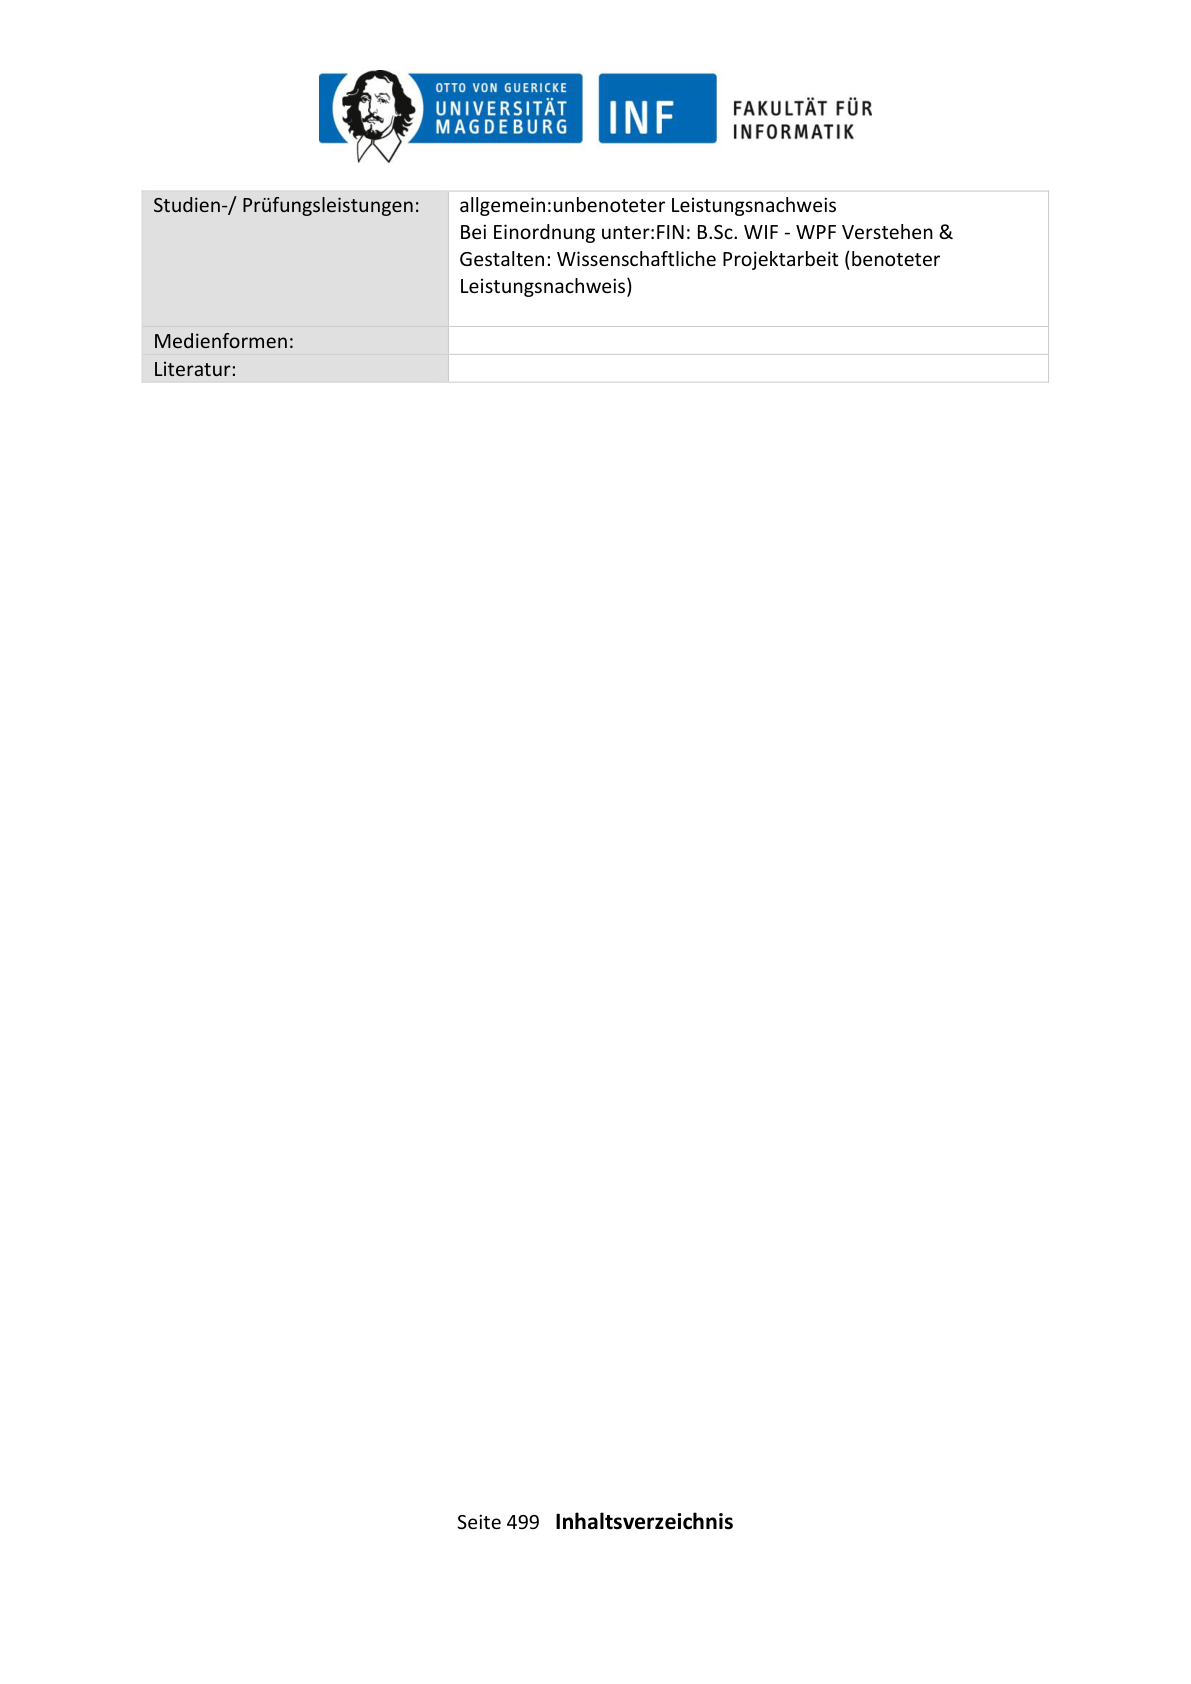 OTTO VON GUERICKE
UNIVERSITÄT
MAGDEBURG
INF
FAKULTÄT FÜR
INFORMATIK
Studien-/ Prüfungsleistungen:
allgemein:unbenoteter Leistungsnachweis
Bei Einordnung unter:FIN: B.Sc. WIF - WPF Verstehen &
Gestalten: Wissenschaftliche Projektarbeit (benoteter
Leistungsnachweis)
Medienformen:
Literatur:
Seite 499 Inhaltsverzeichnis